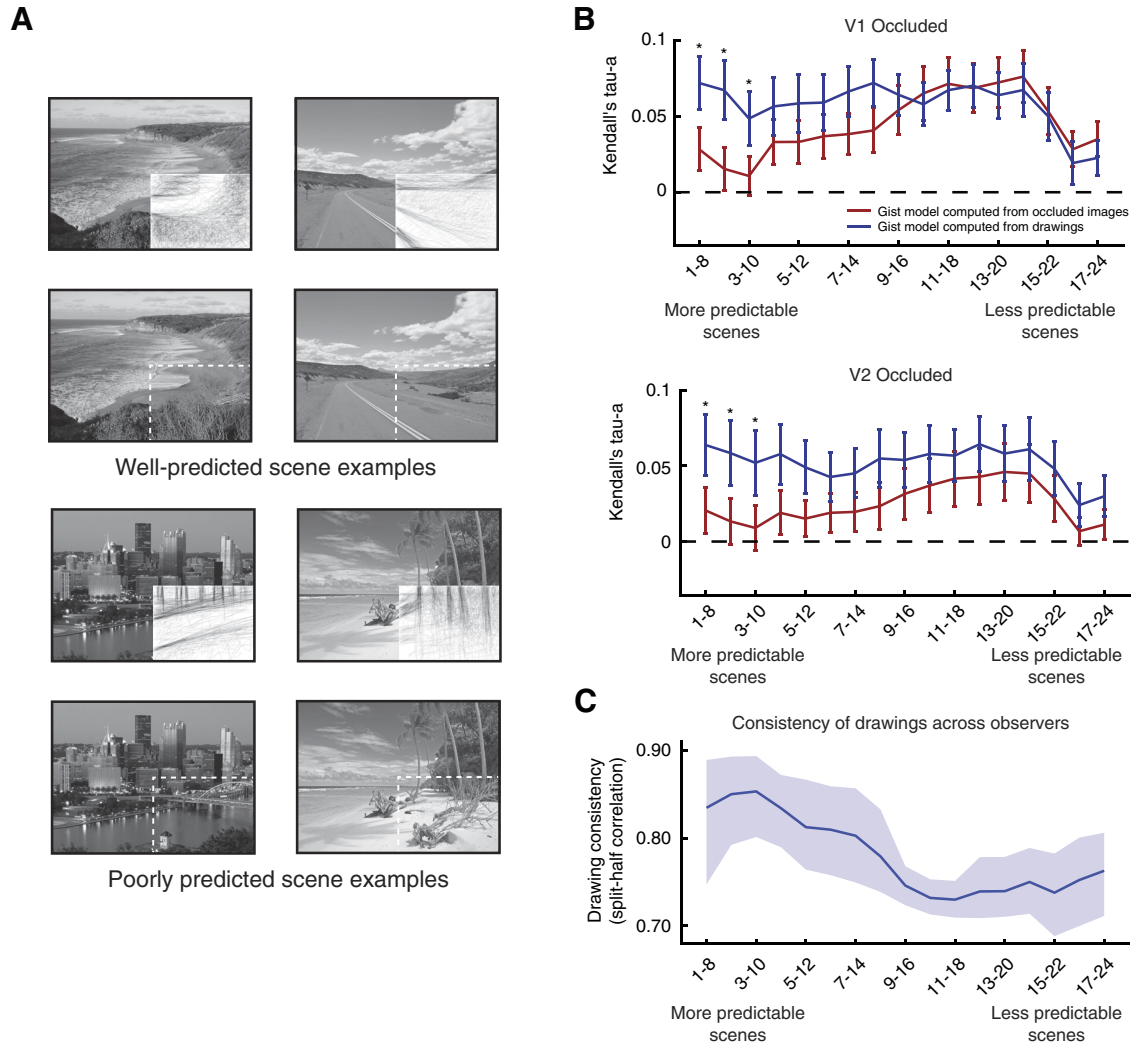 A
Well-predicted scene examples
Poorly predicted scene examples
B
V1 Occluded
Kendall's tau-a
0.1
0.05
0
* * *
Gist model computed from occluded images
Gist model computed from drawings
1-8 3-10 5-12 7-14 9-16 11-18 13-20 15-22 17-24
More predictable
scenes
Less predictable
scenes
V2 Occluded
Kendall's tau-a
0.1
0.05
0
* * *
1-8 3-10 5-12 7-14 9-16 11-18 13-20 15-22 17-24
More predictable
scenes
Less predictable
scenes
C
Consistency of drawings across observers
Drawing consistency
(split-half correlation)
0.90
0.80
0.70
1-8 3-10 5-12 7-14 9-16 11-18 13-20 15-22 17-24
More predictable
scenes
Less predictable
scenes